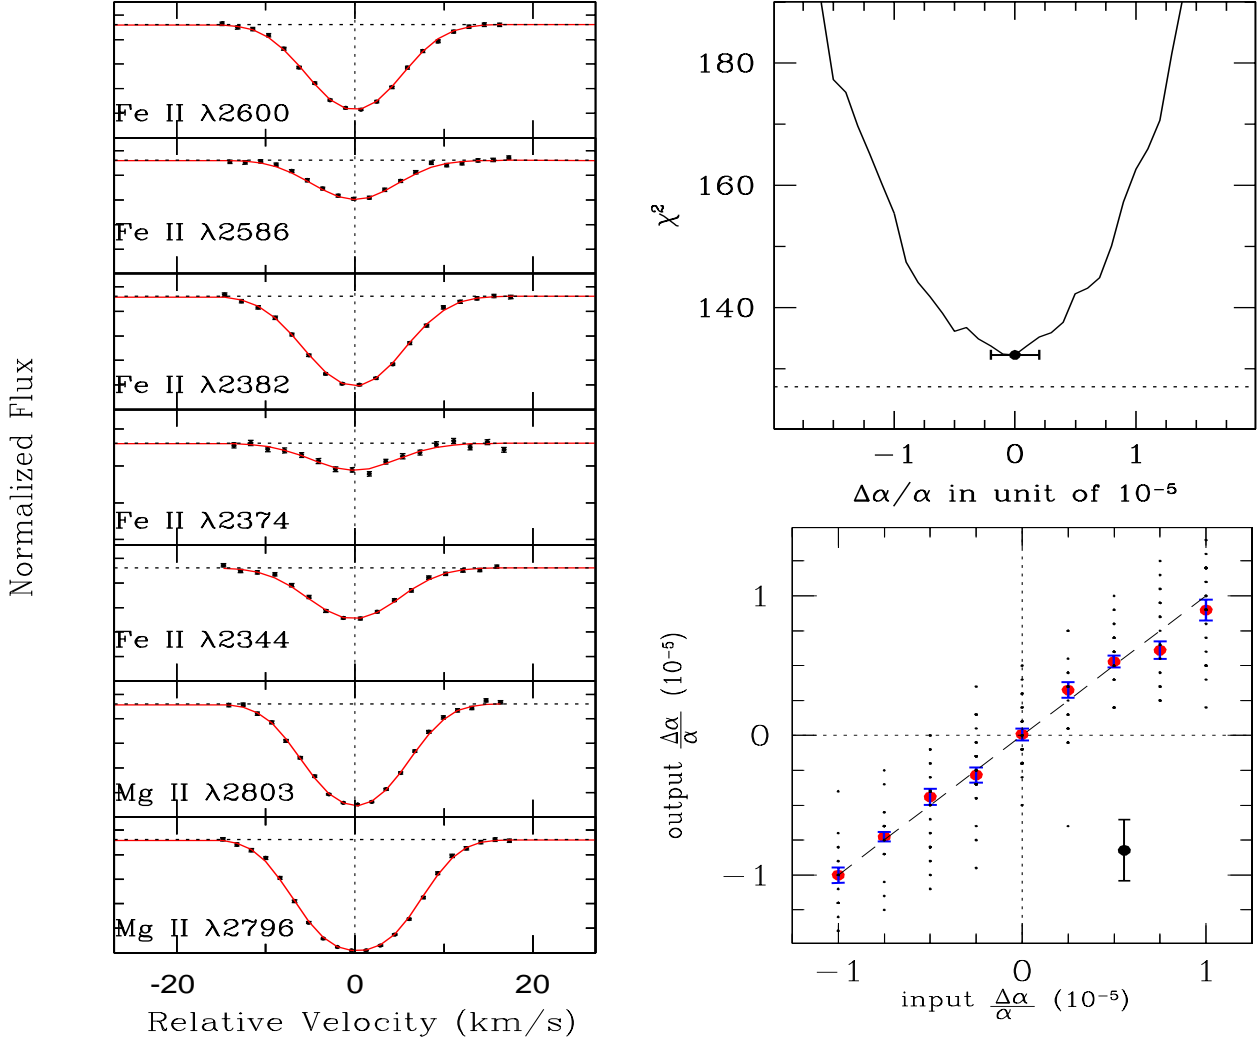 Normalized Flux
Fe II λ2600
Fe II λ2586
Fe II λ2382
Fe II λ2374
Fe II λ2344
Mg II λ2803
Mg II λ2796
-20 0 20
Relative Velocity (km/s)
χ²
180
160
140
−1 0 1
Δα/α in unit of 10⁻⁵
output Δα/α (10⁻⁵)
1
0
−1
−1 0 1
input Δα/α (10⁻⁵)